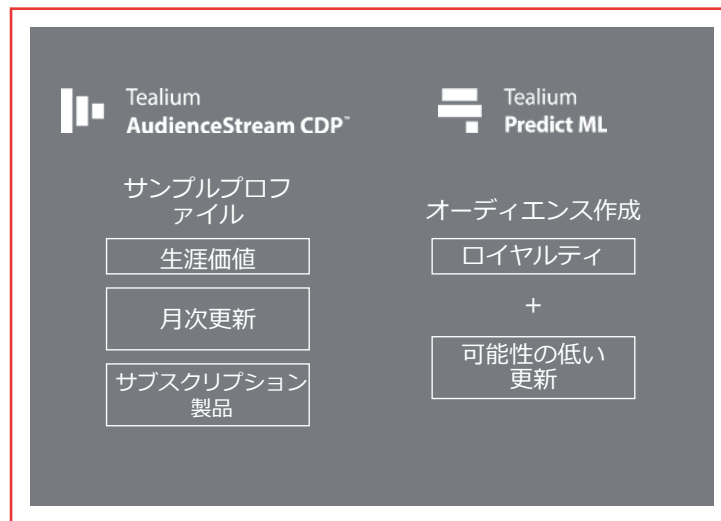 Tealium
AudienceStream CDP™
サンプルプロフ
ァイル
生涯価値
月次更新
サブスクリプション
製品
Tealium
Predict ML
オーディエンス作成
ロイヤルティ
+
可能性の低い
更新